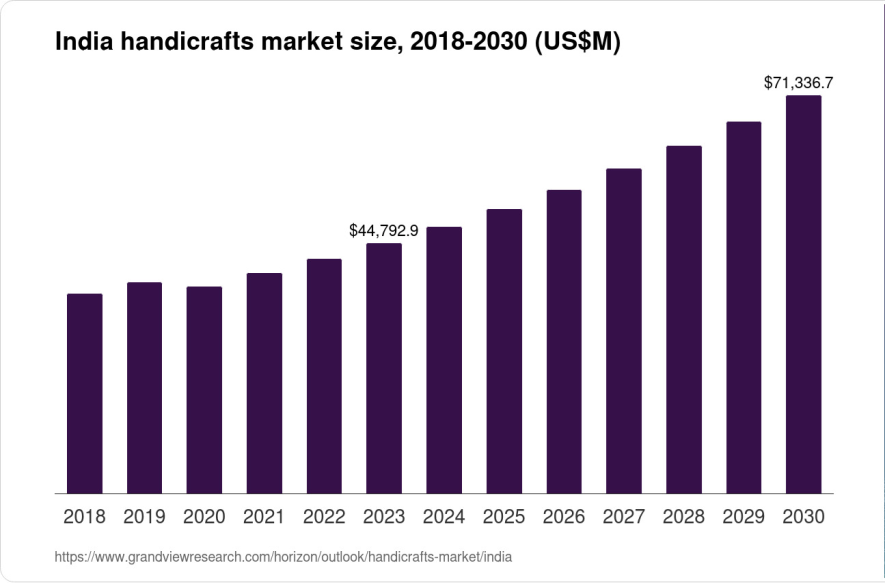 India handicrafts market size, 2018-2030 (US$M)
$71,336.7
$44,792.9
2018 2019 2020 2021 2022 2023 2024 2025 2026 2027 2028 2029 2030
https://www.grandviewresearch.com/horizon/outlook/handicrafts-market/india